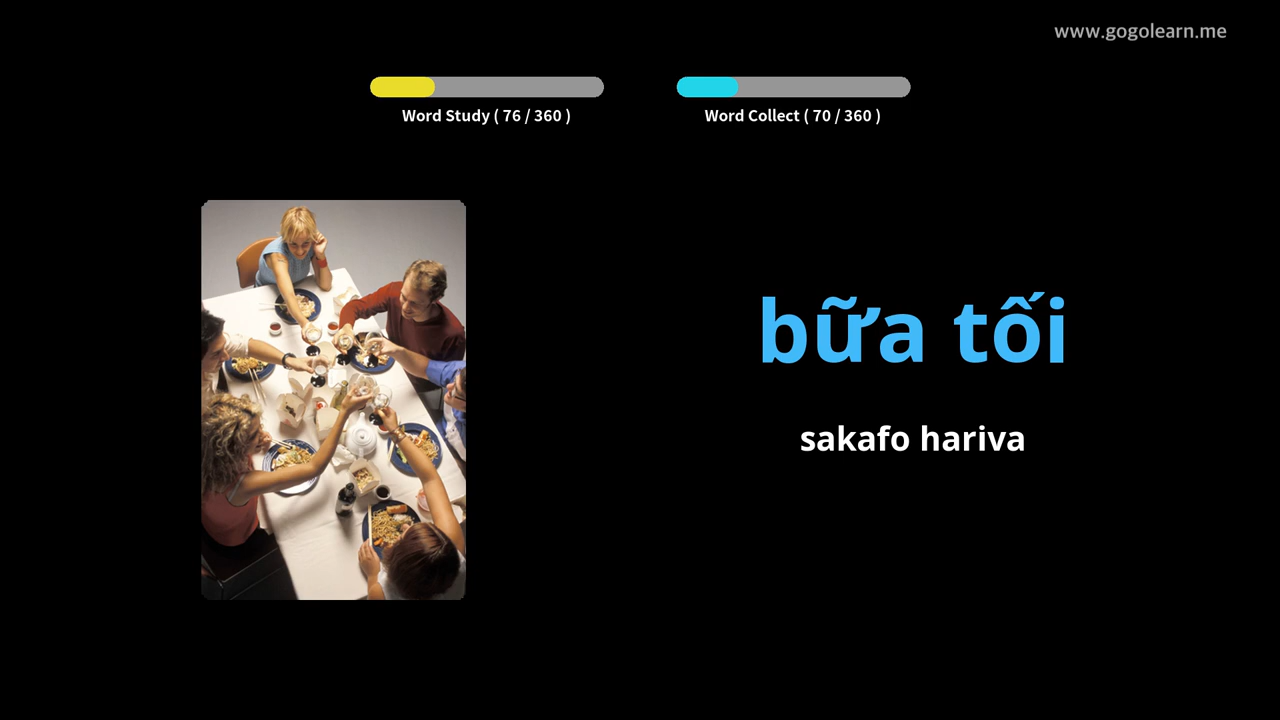 www.gogolearn.me
Word Study ( 76 / 360 )
Word Collect ( 70 / 360 )
bữa tối
sakafo hariva